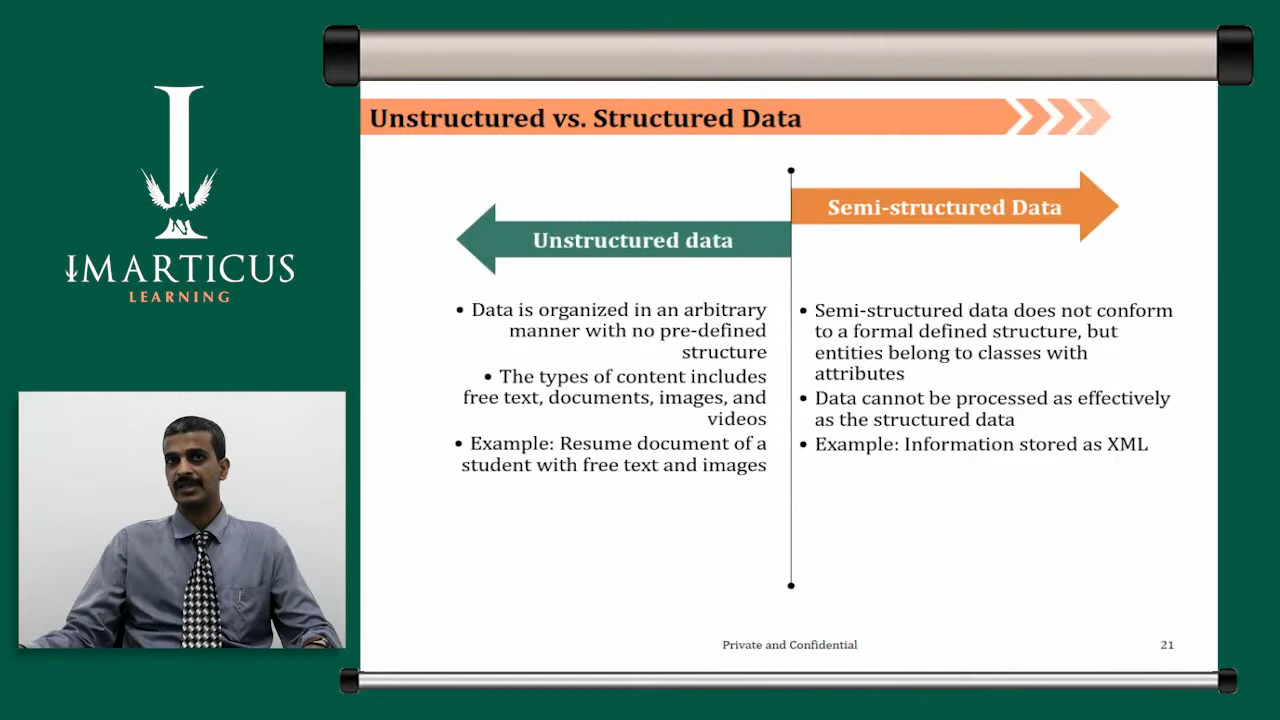 IMARTICUS
LEARNING
Unstructured vs. Structured Data
Unstructured data
• Data is organized in an arbitrary
manner with no pre-defined
structure
• The types of content includes
free text, documents, images, and
videos
• Example: Resume document of a
student with free text and images
Semi-structured Data
• Semi-structured data does not conform
to a formal defined structure, but
entities belong to classes with
attributes
• Data cannot be processed as effectively
as the structured data
• Example: Information stored as XML
Private and Confidential
21